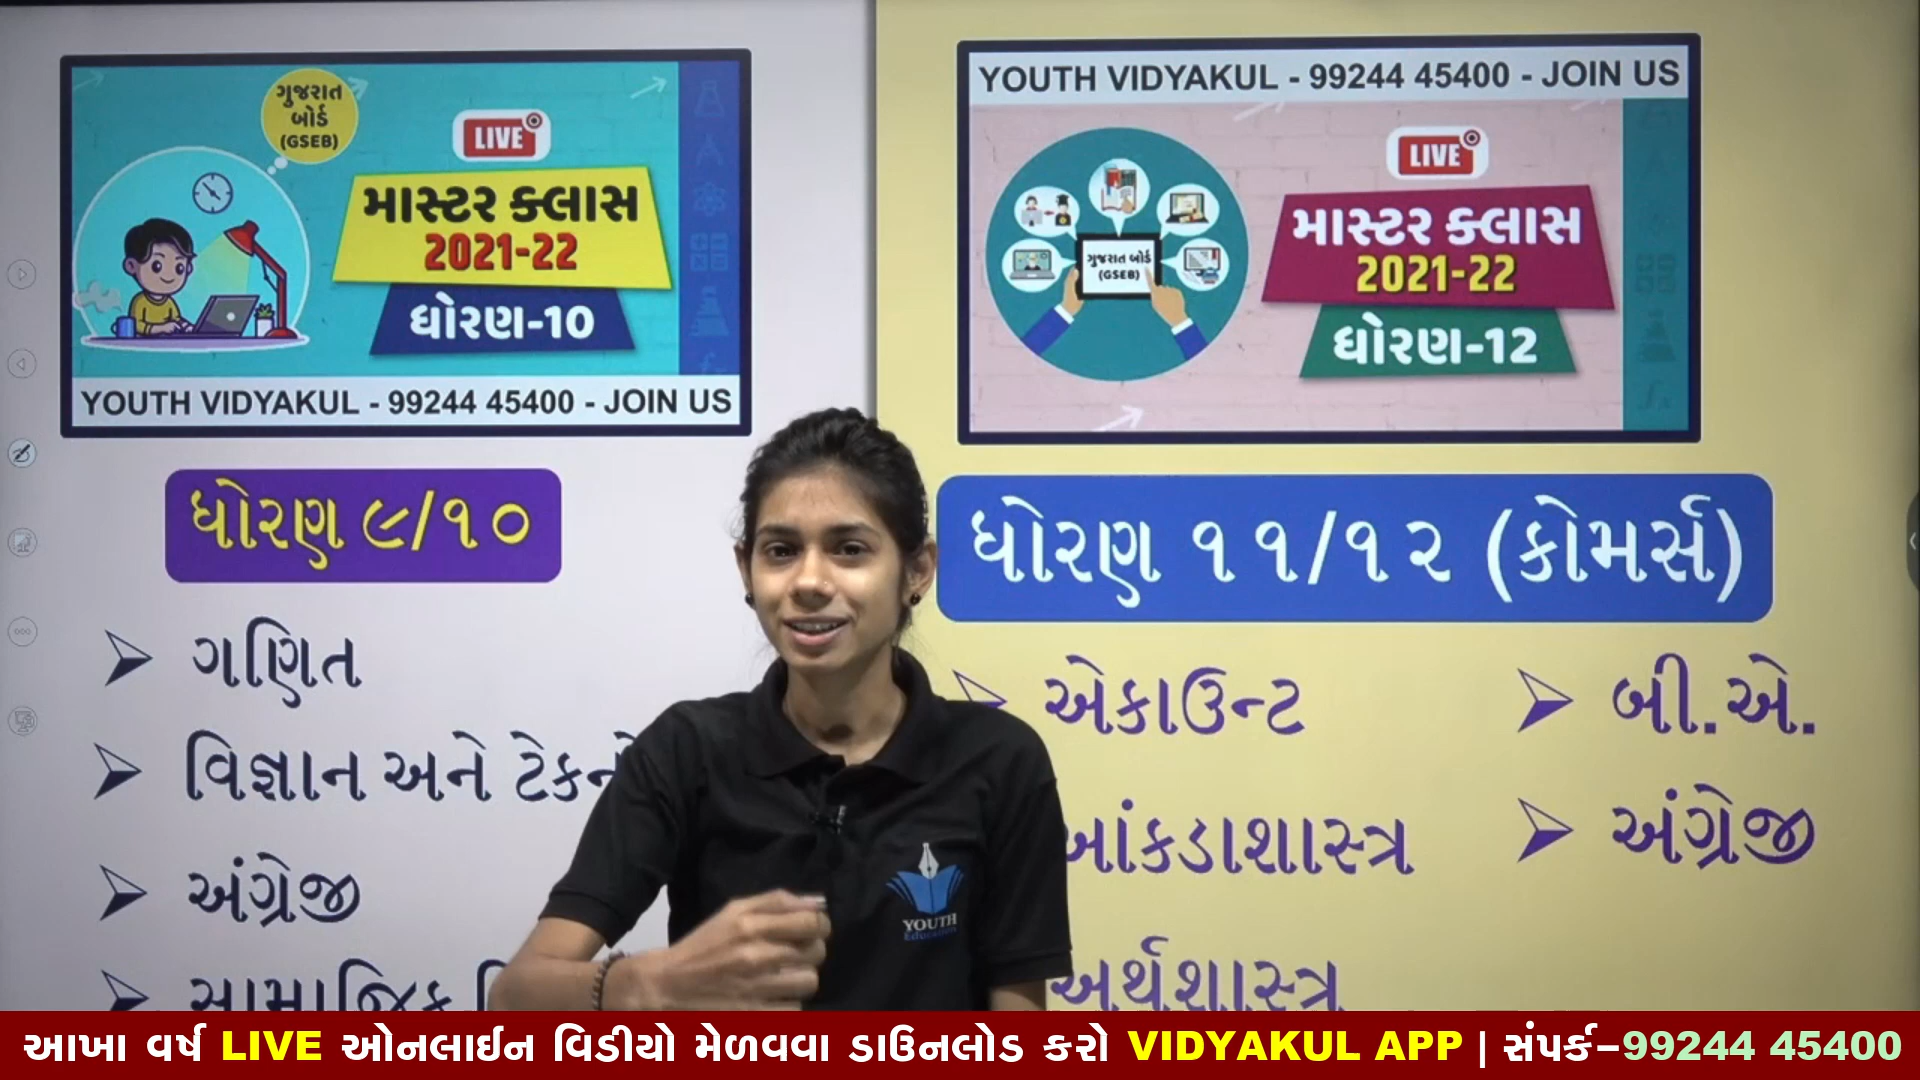 ગુજરાત
બોર્ડ
(GSEB)
LIVE
માસ્ટર ક્લાસ
2021-22
ધોરણ-10
YOUTH VIDYAKUL - 99244 45400 - JOIN US
YOUTH VIDYAKUL - 99244 45400 - JOIN US
LIVE
ગુજરાત બોર્ડ
(GSEB)
માસ્ટર ક્લાસ
2021-22
ધોરણ-12
ધોરણ ૯/૧૦
ગણિત
વિજ્ઞાન અને
અંગ્રેજી
સામાજિક
ધોરણ ૧૧/૧૨ (કોમર્સ)
એકાઉન્ટ
આંકડાશાસ્ત્ર
અર્થશાસ્ત્ર
બી.એ.
અંગ્રેજી
YOUTH
Education
આખા વર્ષ LIVE ઓનલાઈન વિડીયો મેળવવા ડાઉનલોડ કરો VIDYAKUL APP | સંપર્ક-99244 45400